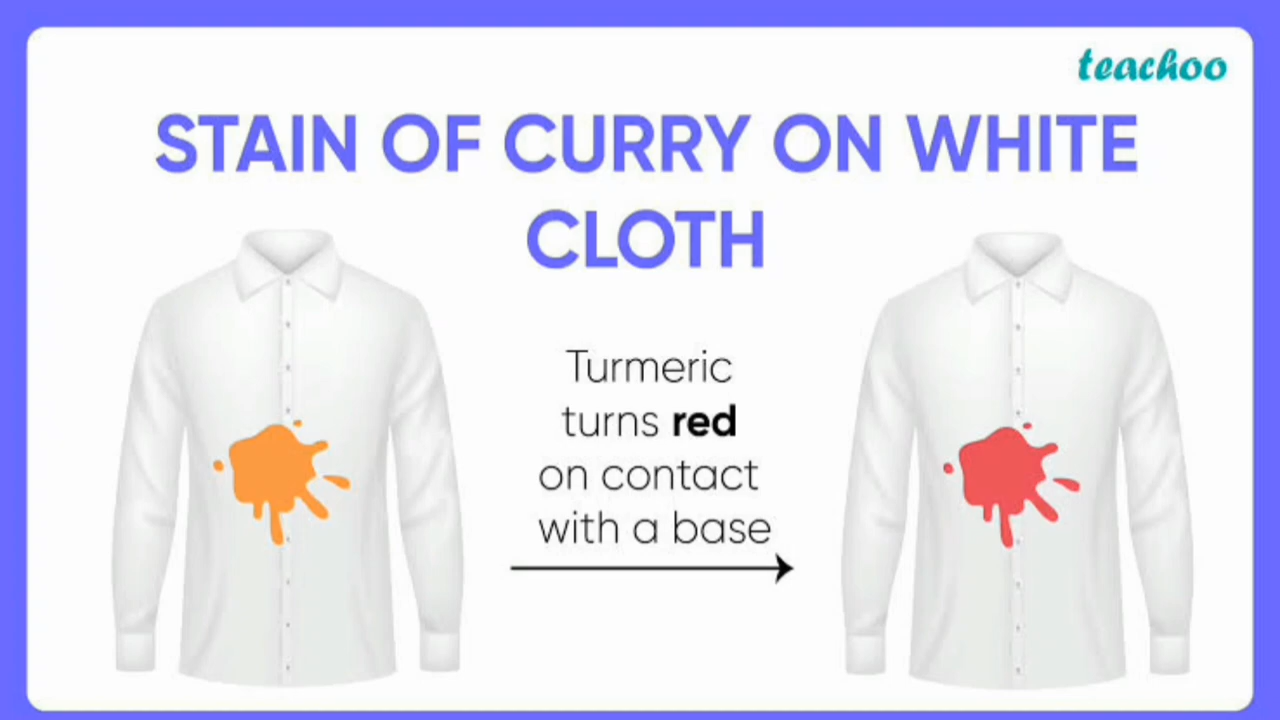 teachoo
STAIN OF CURRY ON WHITE
CLOTH
Turmeric
turns red
on contact
with a base